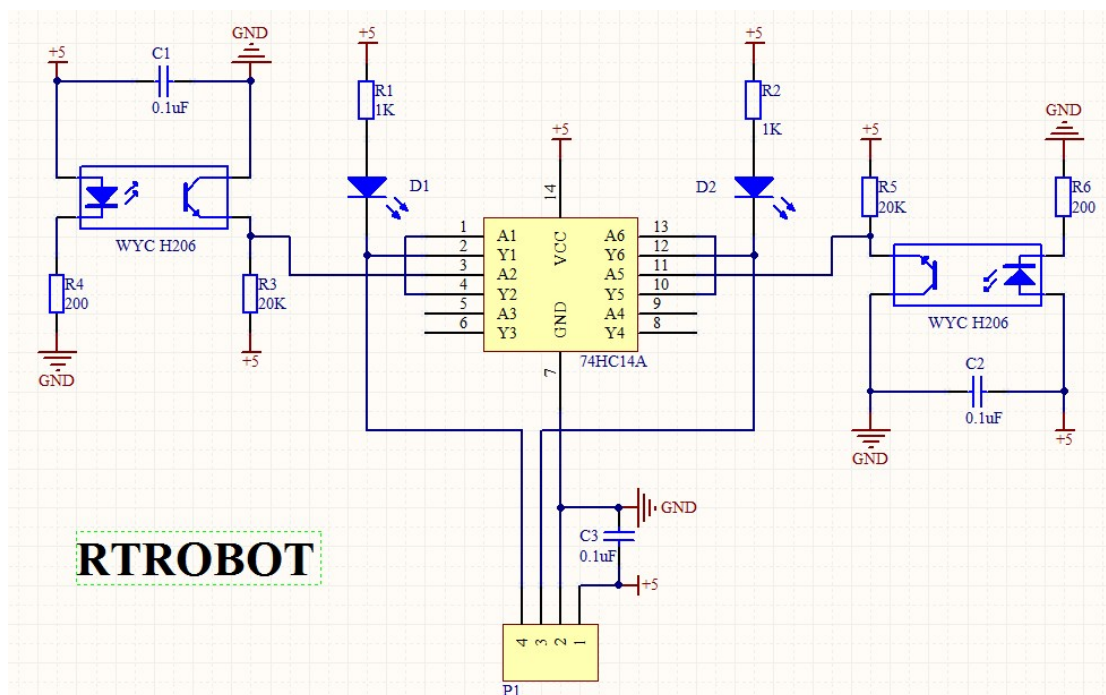 GND
+5
C1
0.1uF
WYC H206
R4
200
GND
R3
20K
+5
+5
R1
1K
D1
+5
R2
1K
D2
+5
14
VCC
1 A1
2 Y1
3 A2
4 Y2
5 A3
6 Y3
A6 13
Y6 12
A5 11
Y5 10
A4 9
Y4 8
GND
7
74HC14A
+5
R5
20K
GND
R6
200
WYC H206
C2
0.1uF
GND
+5
GND
C3
0.1uF
+5
RTROBOT
4 3 2 1
P1